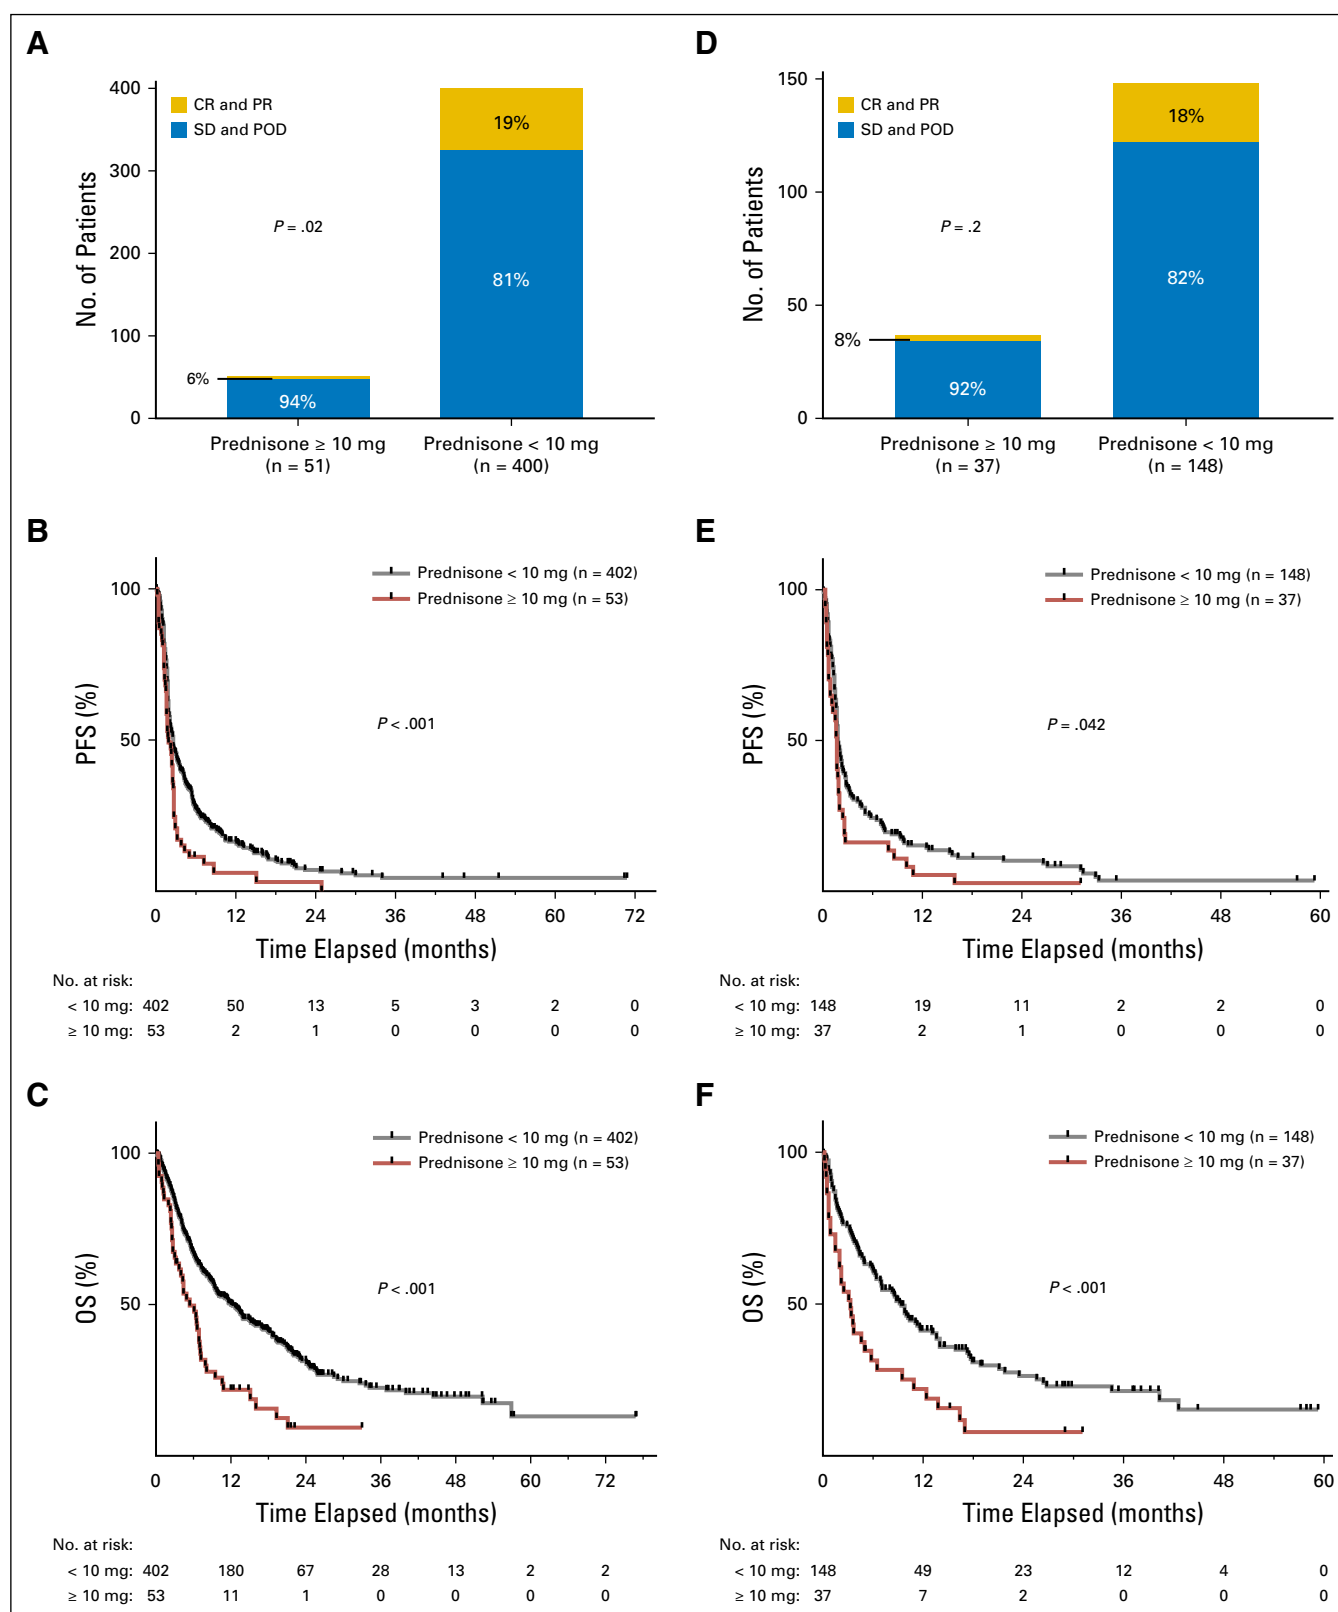 A
400
300
200
100
0
No. of Patients
CR and PR
SD and POD
P = .02
6%
94%
19%
81%
Prednisone ≥ 10 mg
(n = 51)
Prednisone < 10 mg
(n = 400)
D
150
100
50
0
No. of Patients
CR and PR
SD and POD
P = .2
8%
92%
18%
82%
Prednisone ≥ 10 mg
(n = 37)
Prednisone < 10 mg
(n = 148)
B
100
50
PFS (%)
Prednisone < 10 mg (n = 402)
Prednisone ≥ 10 mg (n = 53)
P < .001
0 12 24 36 48 60 72
Time Elapsed (months)
No. at risk:
< 10 mg: 402 50 13 5 3 2 0
≥ 10 mg: 53 2 1 0 0 0 0
E
100
50
PFS (%)
Prednisone < 10 mg (n = 148)
Prednisone ≥ 10 mg (n = 37)
P = .042
0 12 24 36 48 60
Time Elapsed (months)
No. at risk:
< 10 mg: 148 19 11 2 2 0
≥ 10 mg: 37 2 1 0 0 0
C
100
50
OS (%)
Prednisone < 10 mg (n = 402)
Prednisone ≥ 10 mg (n = 53)
P < .001
0 12 24 36 48 60 72
Time Elapsed (months)
No. at risk:
< 10 mg: 402 180 67 28 13 2 2
≥ 10 mg: 53 11 1 0 0 0 0
F
100
50
OS (%)
Prednisone < 10 mg (n = 148)
Prednisone ≥ 10 mg (n = 37)
P < .001
0 12 24 36 48 60
Time Elapsed (months)
No. at risk:
< 10 mg: 148 49 23 12 4 0
≥ 10 mg: 37 7 2 0 0 0